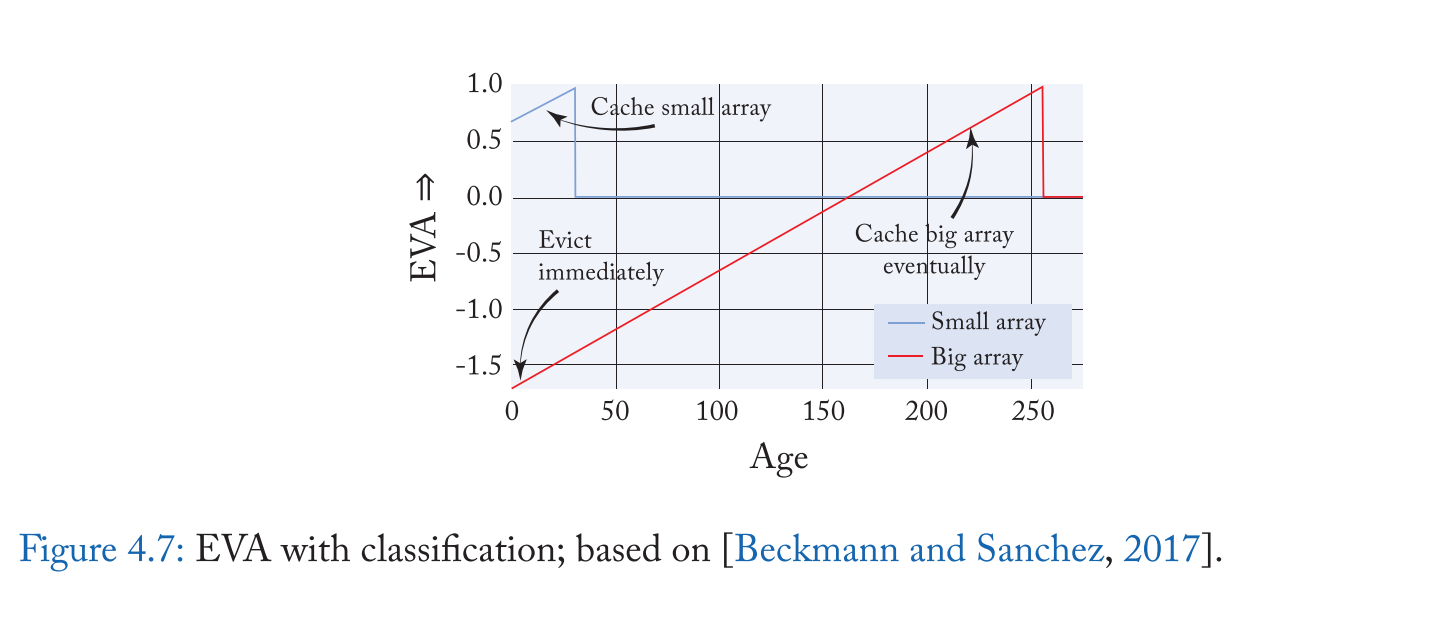 1.0
Cache small array
0.5
EVA ⇒
0.0
Evict
immediately
Cache big array
eventually
-0.5
-1.0
Small array
Big array
-1.5
0 50 100 150 200 250
Age
Figure 4.7: EVA with classification; based on [Beckmann and Sanchez, 2017].